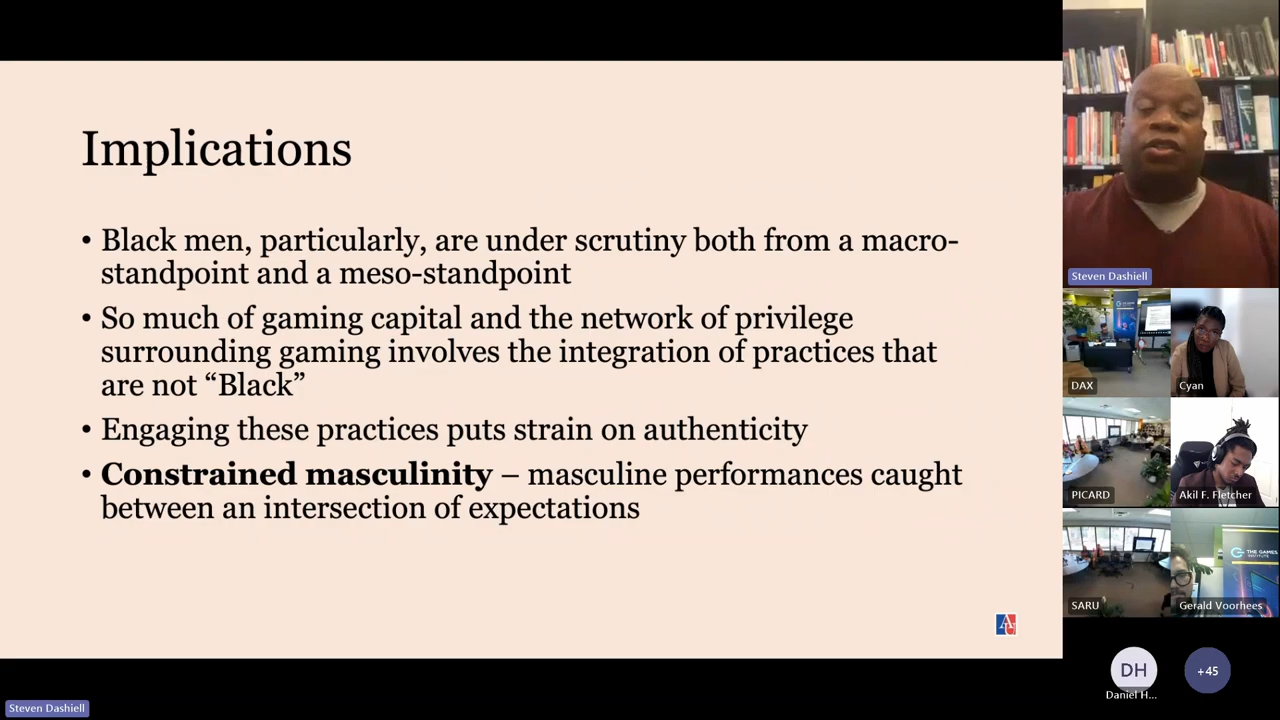 Implications
• Black men, particularly, are under scrutiny both from a macro-
standpoint and a meso-standpoint
• So much of gaming capital and the network of privilege
surrounding gaming involves the integration of practices that
are not “Black”
• Engaging these practices puts strain on authenticity
• Constrained masculinity – masculine performances caught
between an intersection of expectations
Steven Dashiell
DAX
Cyan
PICARD
Akil F. Fletcher
THE GAMES
INSTITUTE
SARU
Gerald Voorhees
DH
+45
Daniel H...
Steven Dashiell